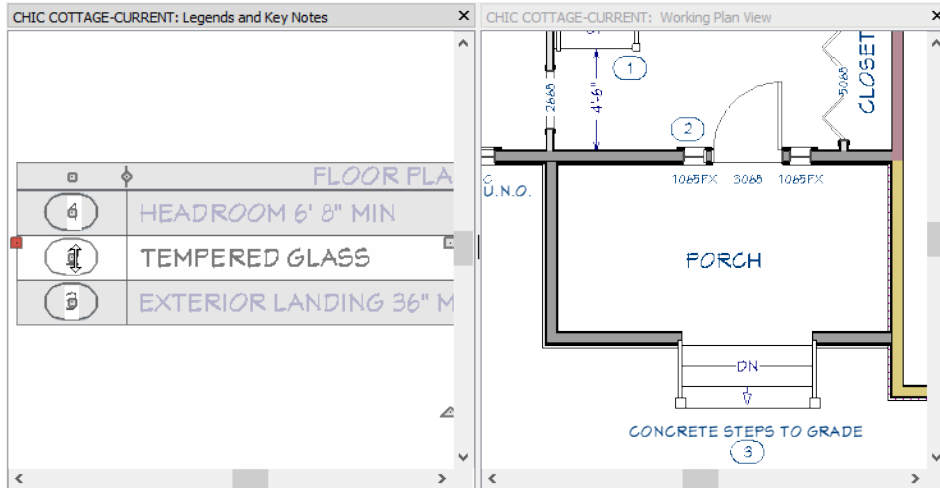 CHIC COTTAGE-CURRENT: Legends and Key Notes
FLOOR PLA
HEADROOM 6' 8" MIN
TEMPERED GLASS
3
EXTERIOR LANDING 36" M
CHIC COTTAGE-CURRENT: Working Plan View
1
2668
4'-6"
5068
CLOSET
2
C
U.N.O.
1065FX 3068 1065FX
PORCH
DN
CONCRETE STEPS TO GRADE
3